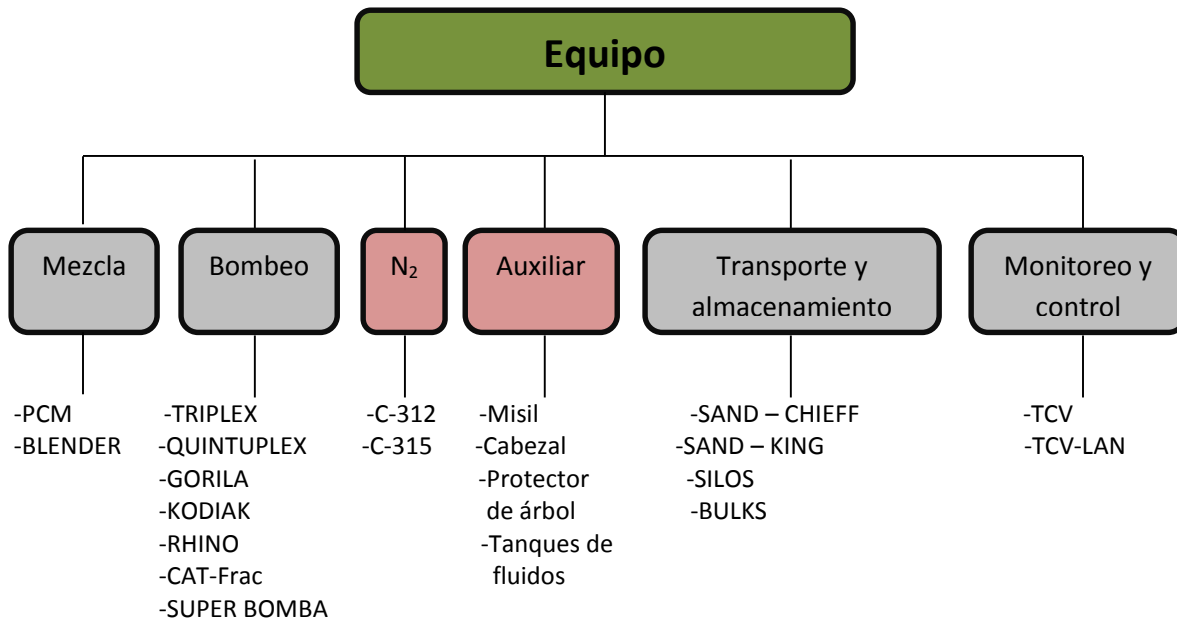 Equipo
Mezcla
Bombeo
N₂
Auxiliar
Transporte y
almacenamiento
Monitoreo y
control
-PCM
-BLENDER
-TRIPLEX
-QUINTUPLEX
-GORILA
-KODIAK
-RHINO
-CAT-Frac
-SUPER BOMBA
-C-312
-C-315
-Misil
-Cabezal
-Protector
de árbol
-Tanques de
fluidos
-SAND – CHIEFF
-SAND – KING
-SILOS
-BULKS
-TCV
-TCV-LAN